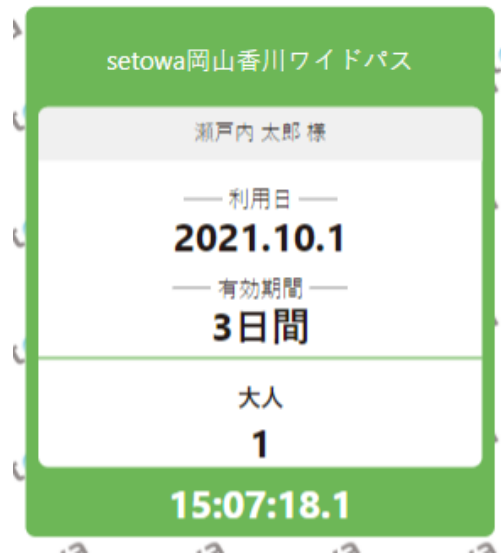 setowa岡山香川ワイドパス
瀬戸内 太郎 様
利用日
2021.10.1
有効期間
3日間
大人
1
15:07:18.1